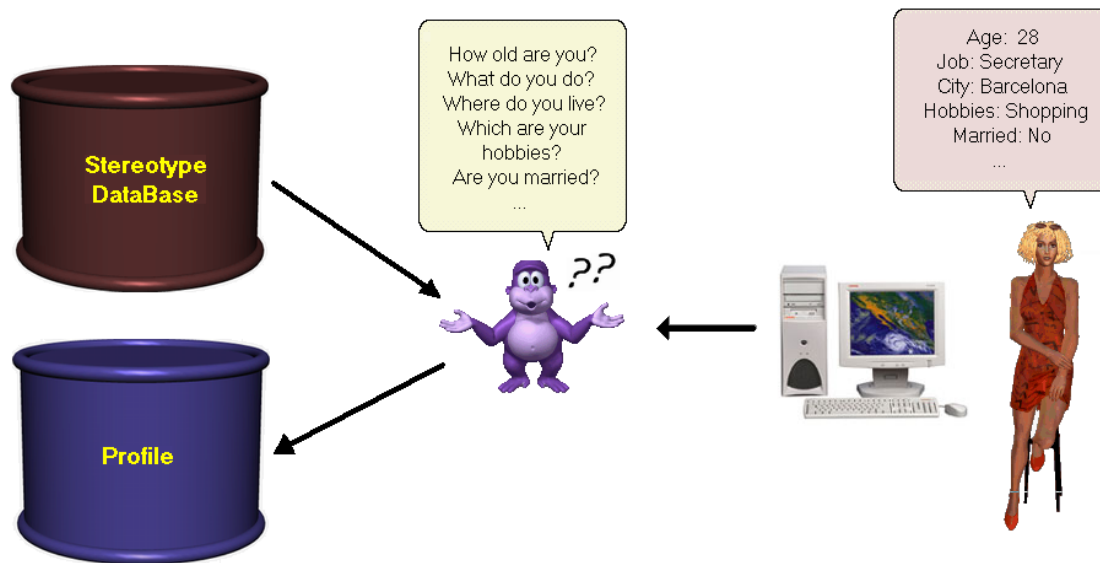 Stereotype
DataBase
Profile
How old are you?
What do you do?
Where do you live?
Which are your
hobbies?
Are you married?
...
??
Age: 28
Job: Secretary
City: Barcelona
Hobbies: Shopping
Married: No
...